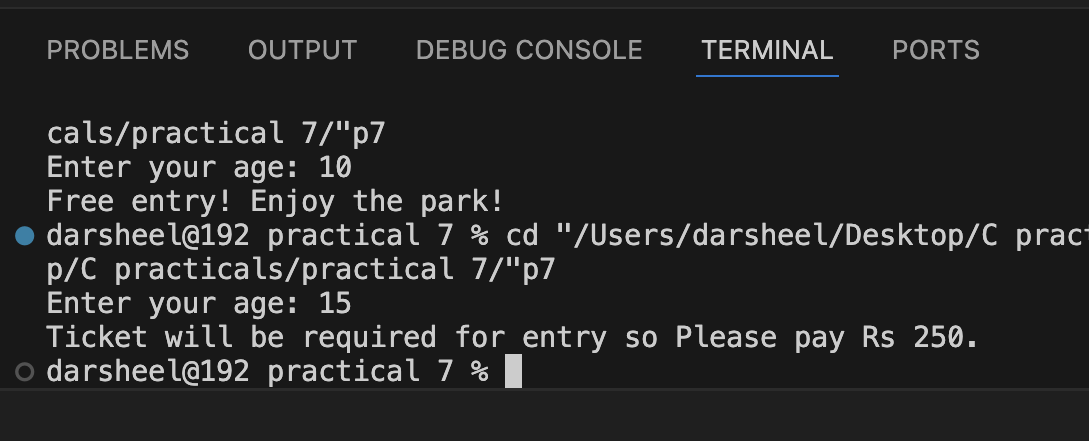 PROBLEMS OUTPUT DEBUG CONSOLE TERMINAL PORTS
cals/practical 7/"p7
Enter your age: 10
Free entry! Enjoy the park!
darsheel@192 practical 7 % cd "/Users/darsheel/Desktop/C pract
p/C practicals/practical 7/"p7
Enter your age: 15
Ticket will be required for entry so Please pay Rs 250.
darsheel@192 practical 7 %